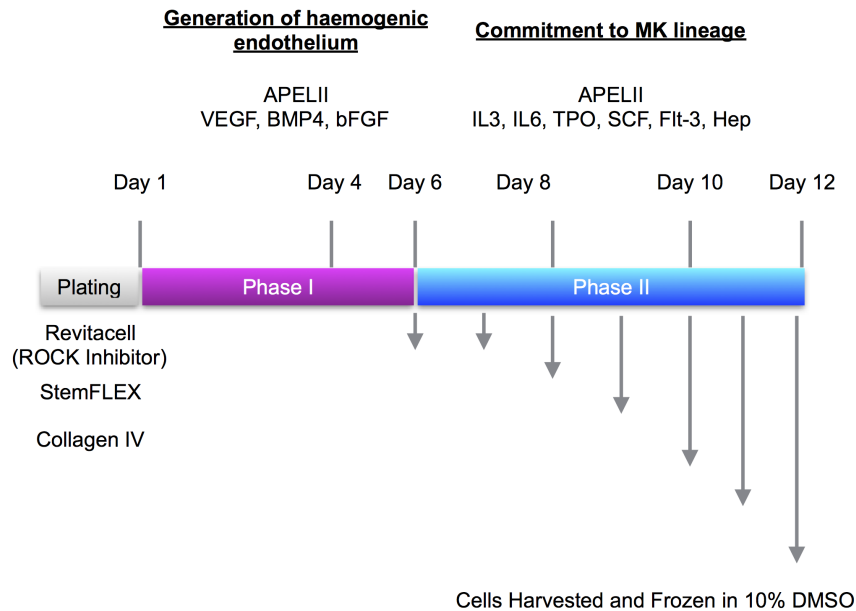 Generation of haemogenic
endothelium
Commitment to MK lineage
APELII
VEGF, BMP4, bFGF
APELII
IL3, IL6, TPO, SCF, Flt-3, Hep
Day 1
Day 4
Day 6
Day 8
Day 10
Day 12
Plating
Phase I
Phase II
Revitacell
(ROCK Inhibitor)
StemFLEX
Collagen IV
Cells Harvested and Frozen in 10% DMSO